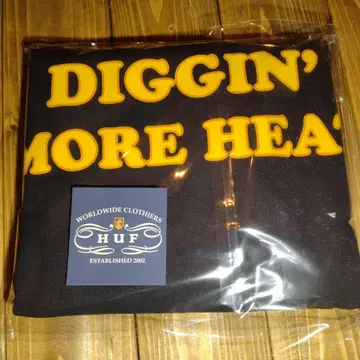 DIGGIN'
MORE HEA
WORLDWIDE CLOTHIERS
HUF
ESTABLISHED 2002